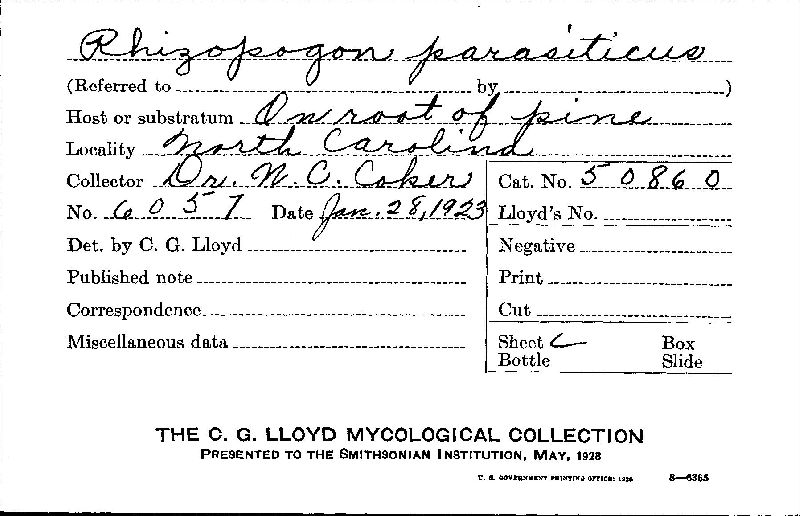 Rhizopogon parasiticus
(Referred to by )
Host or substratum On root of pine
Locality North Carolina
Collector Dr. W. C. Coker Cat. No. 50860
No. 6057 Date Jan. 28, 1923 Lloyd's No.
Det. by C. G. Lloyd Negative
Published note Print
Correspondence Cut
Miscellaneous data Sheet Box
Bottle Slide
THE C. G. LLOYD MYCOLOGICAL COLLECTION
PRESENTED TO THE SMITHSONIAN INSTITUTION, MAY, 1928
U. S. GOVERNMENT PRINTING OFFICE: 8—6365